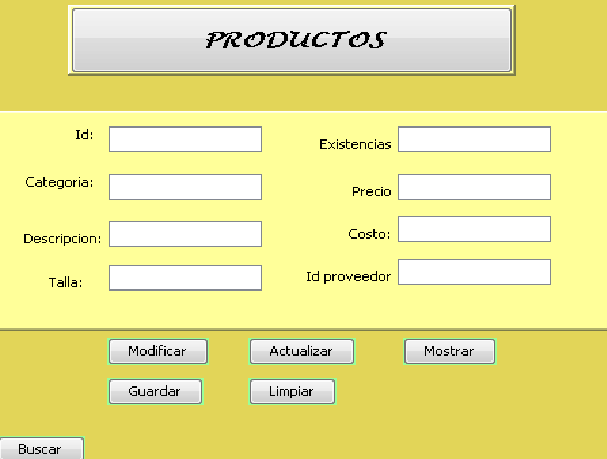 PRODUCTOS
Id:
Existencias
Categoria:
Precio
Descripcion:
Costo:
Talla:
Id proveedor
Modificar
Actualizar
Mostrar
Guardar
Limpiar
Buscar